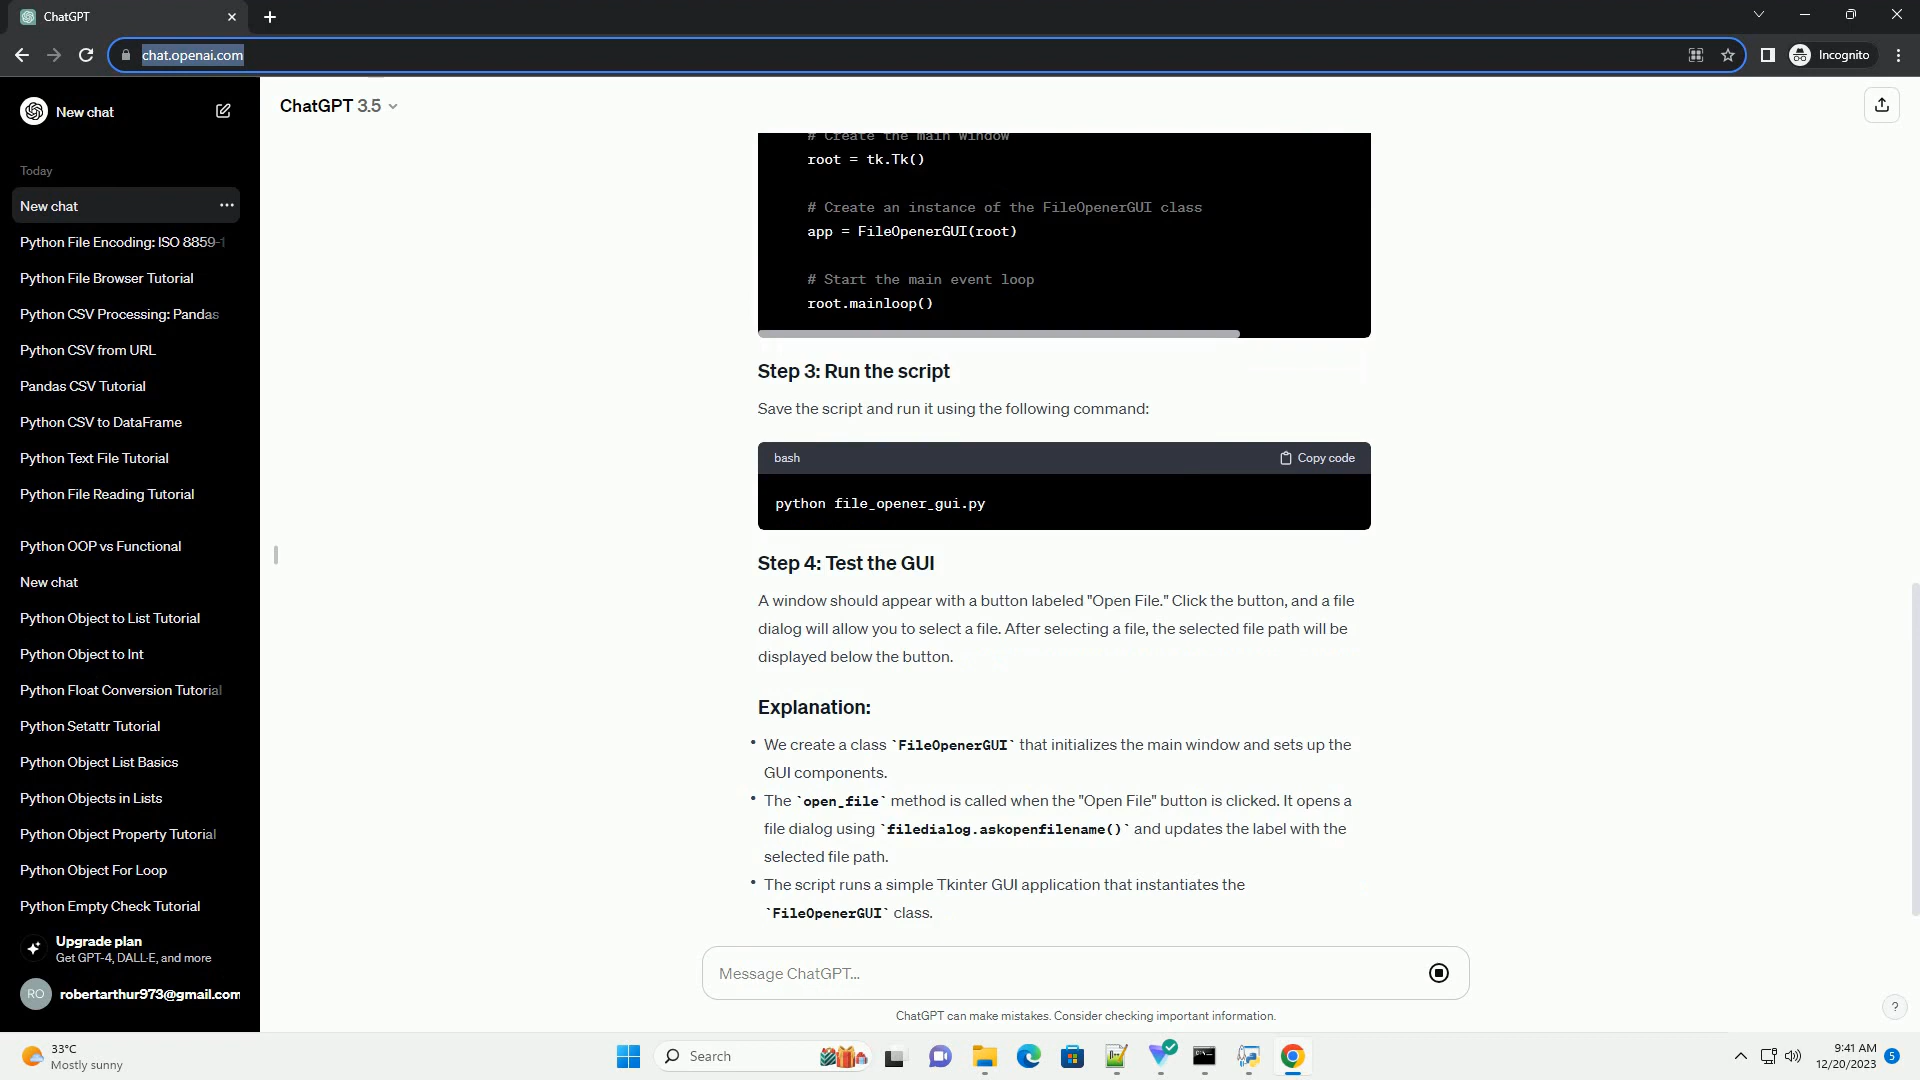 ChatGPT
chat.openai.com
Incognito
New chat
ChatGPT 3.5
Today
New chat
Python File Encoding: ISO 8859-1
Python File Browser Tutorial
Python CSV Processing: Pandas
Python CSV from URL
Pandas CSV Tutorial
Python CSV to DataFrame
Python Text File Tutorial
Python File Reading Tutorial
Python OOP vs Functional
New chat
Python Object to List Tutorial
Python Object to Int
Python Float Conversion Tutorial
Python Setattr Tutorial
Python Object List Basics
Python Objects in Lists
Python Object Property Tutorial
Python Object For Loop
Python Empty Check Tutorial
Upgrade plan
Get GPT-4, DALL·E, and more
RO
robertarthur973@gmail.com
# Create the main window
root = tk.Tk()
# Create an instance of the FileOpenerGUI class
app = FileOpenerGUI(root)
# Start the main event loop
root.mainloop()
Step 3: Run the script
Save the script and run it using the following command:
bash
Copy code
python file_opener_gui.py
Step 4: Test the GUI
A window should appear with a button labeled "Open File." Click the button, and a file
dialog will allow you to select a file. After selecting a file, the selected file path will be
displayed below the button.
Explanation:
• We create a class `FileOpenerGUI` that initializes the main window and sets up the
GUI components.
• The `open_file` method is called when the "Open File" button is clicked. It opens a
file dialog using `filedialog.askopenfilename()` and updates the label with the
selected file path.
• The script runs a simple Tkinter GUI application that instantiates the
`FileOpenerGUI` class.
Message ChatGPT...
ChatGPT can make mistakes. Consider checking important information.
?
33°C
Mostly sunny
Search
9:41 AM
12/20/2023
5